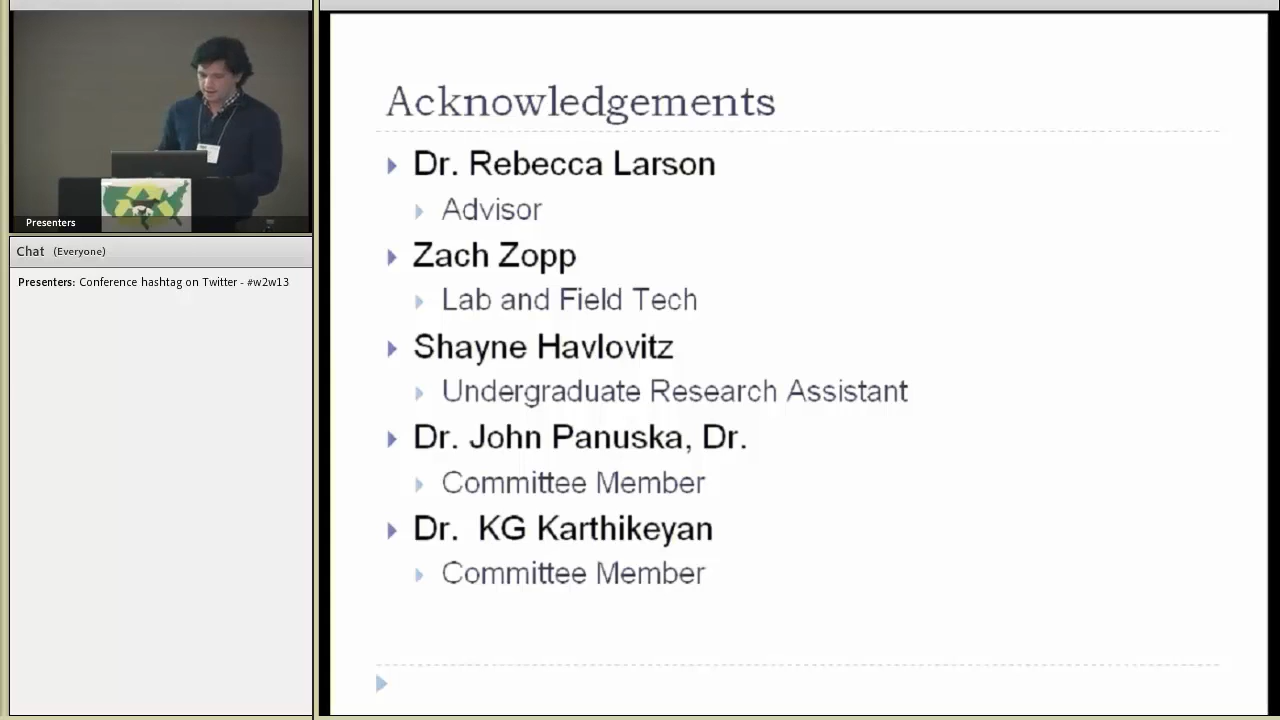 Presenters
Chat (Everyone)
Presenters: Conference hashtag on Twitter - #w2w13
Acknowledgements
Dr. Rebecca Larson
Advisor
Zach Zopp
Lab and Field Tech
Shayne Havlovitz
Undergraduate Research Assistant
Dr. John Panuska, Dr.
Committee Member
Dr.  KG Karthikeyan
Committee Member